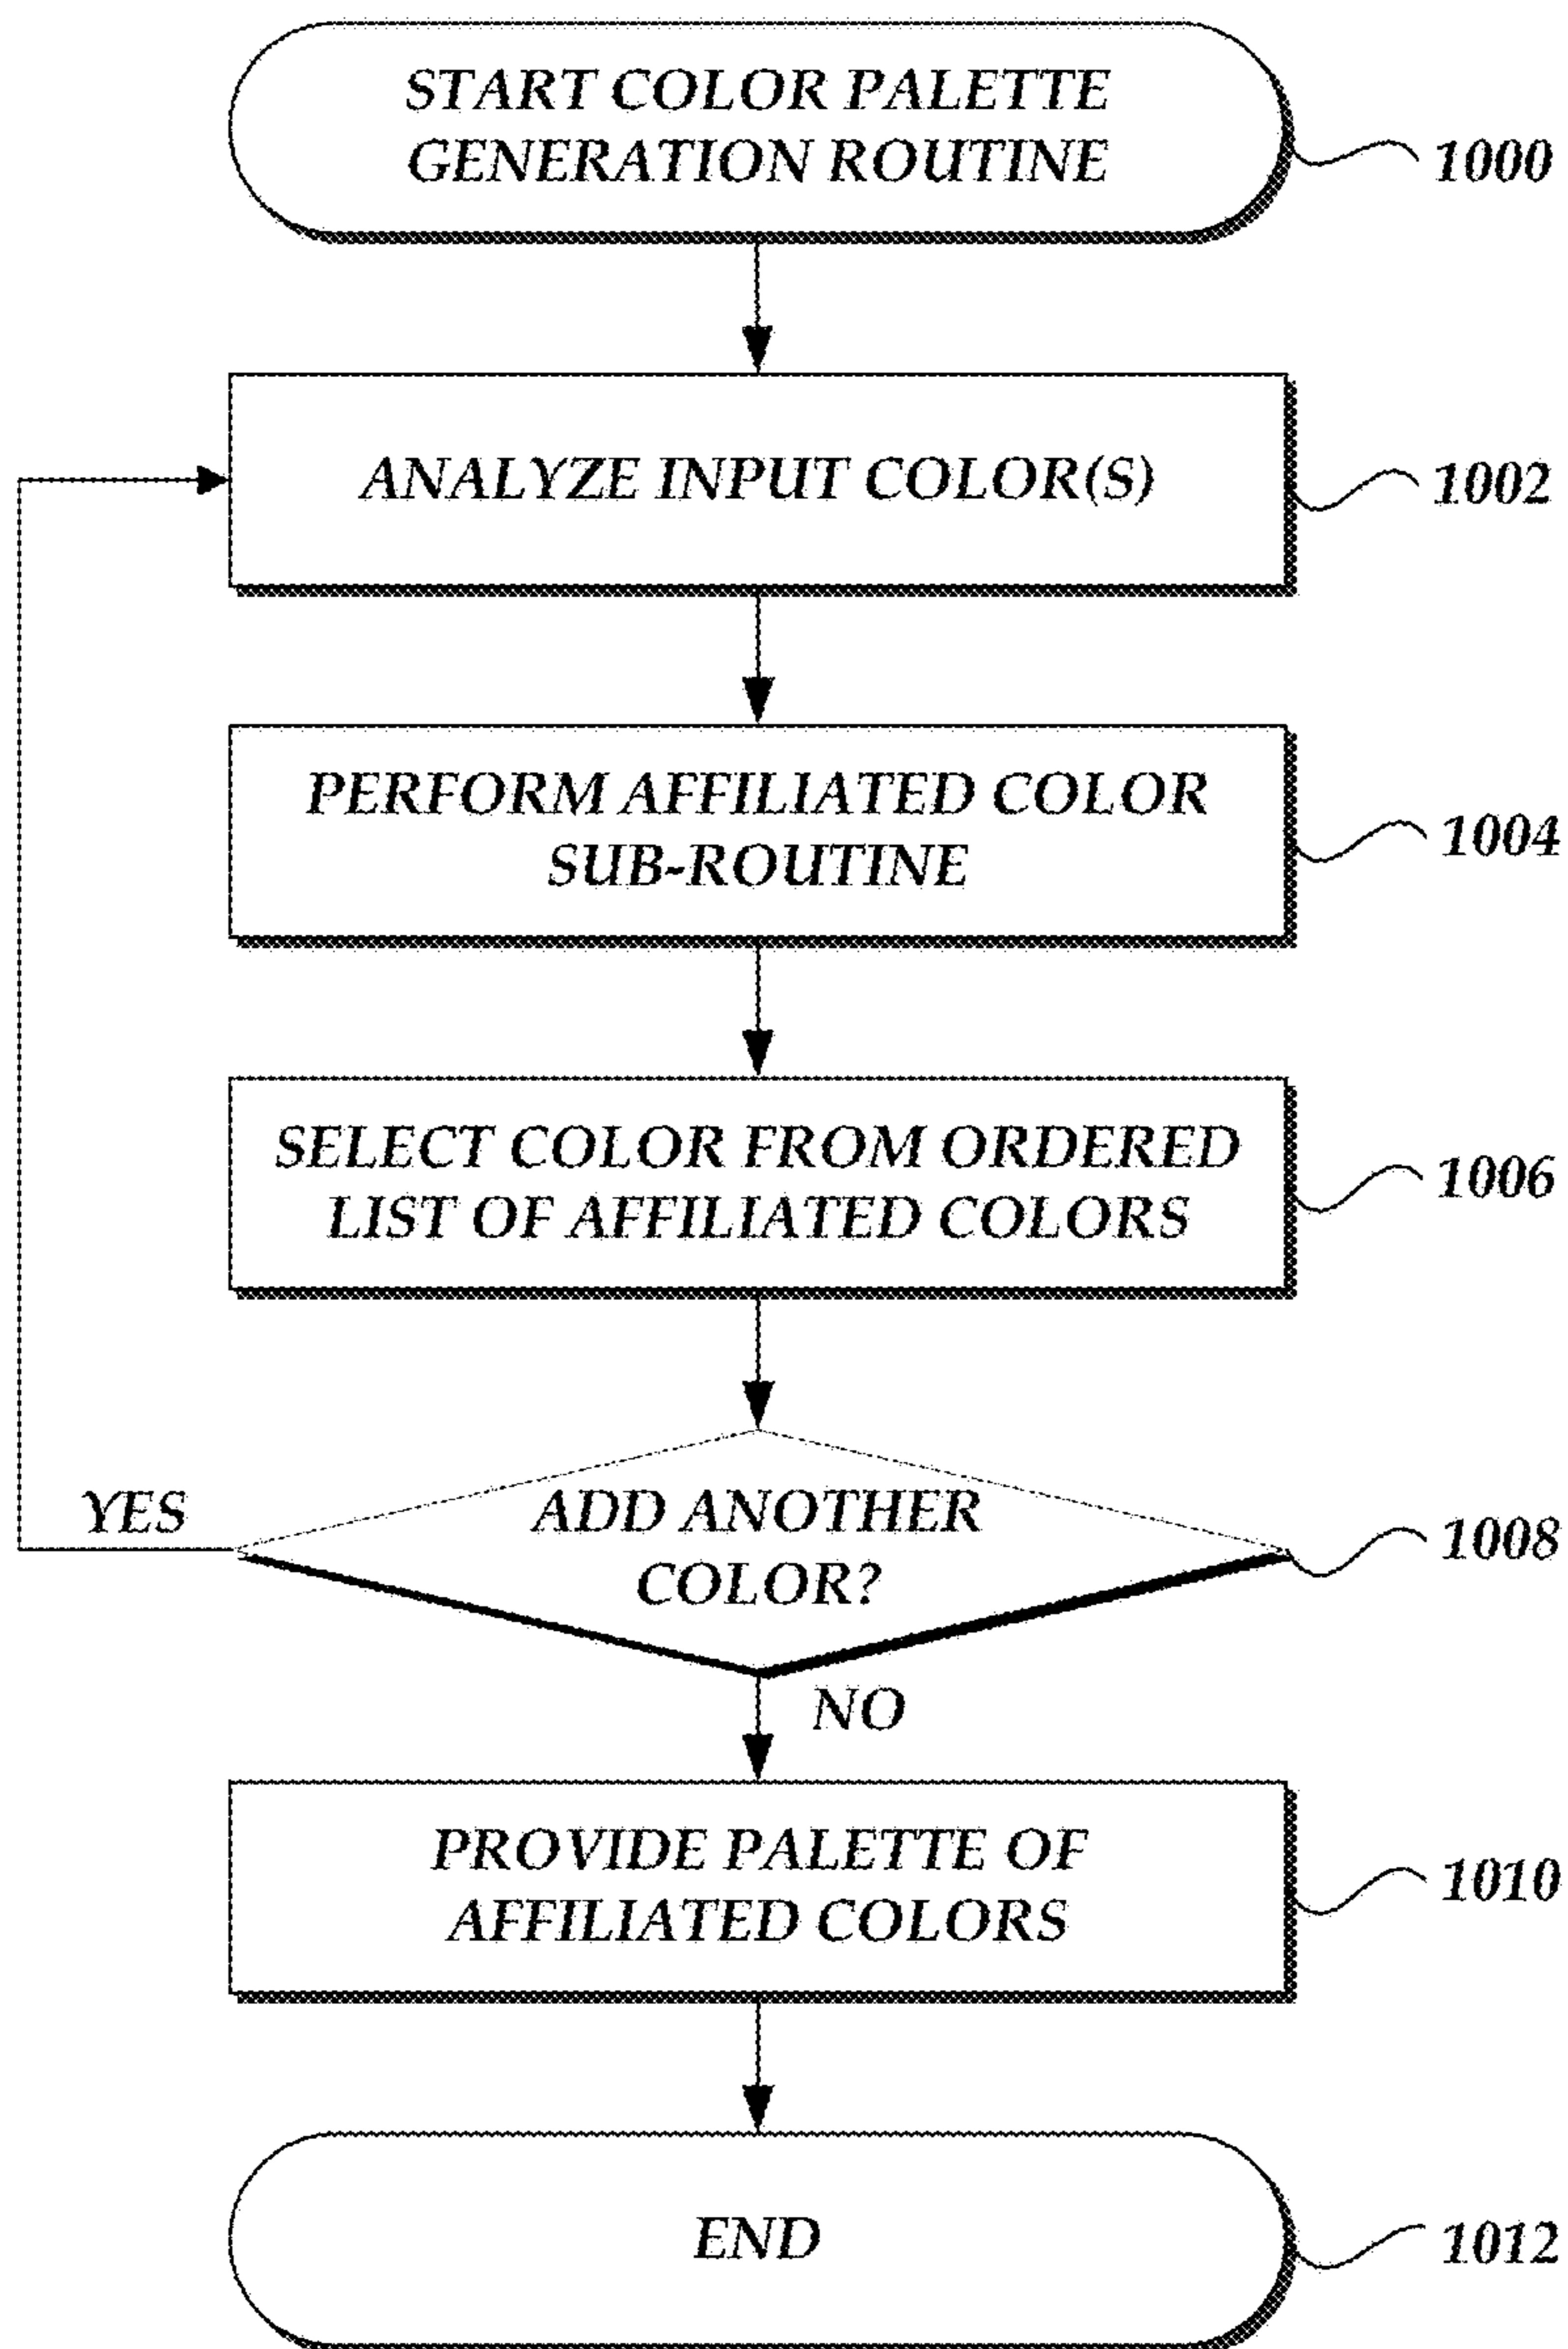 START COLOR PALETTE
GENERATION ROUTINE
1000
ANALYZE INPUT COLOR(S)
1002
PERFORM AFFILIATED COLOR
SUB-ROUTINE
1004
SELECT COLOR FROM ORDERED
LIST OF AFFILIATED COLORS
1006
YES
ADD ANOTHER
COLOR?
1008
NO
PROVIDE PALETTE OF
AFFILIATED COLORS
1010
END
1012